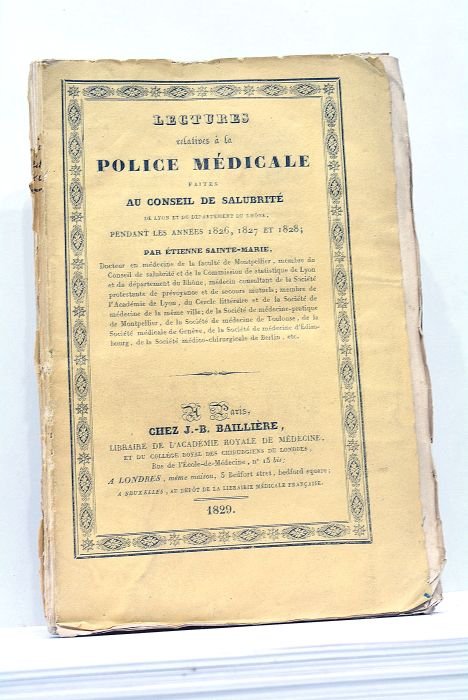 LECTURES
relatives à la
POLICE MÉDICALE
FAITES
AU CONSEIL DE SALUBRITÉ
DE LYON ET DU DÉPARTEMENT DU RHÔNE,
PENDANT LES ANNÉES 1826, 1827 ET 1828;
PAR ÉTIENNE SAINTE-MARIE,
Docteur en médecine de la faculté de Montpellier, membre du
Conseil de salubrité et de la Commission de statistique de Lyon
et du département du Rhône, médecin consultant de la Société
protestante de prévoyance et de secours mutuels; membre de
l'Académie de Lyon, du Cercle littéraire et de la Société de
médecine de la même ville; de la Société de médecine-pratique
de Montpellier, de la Société de médecine de Toulouse, de la
Société médicale de Genève, de la Société de médecine d'Édim-
bourg, de la Société médico-chirurgicale de Berlin, etc.
A Paris,
CHEZ J.-B. BAILLIÈRE,
LIBRAIRE DE L'ACADÉMIE ROYALE DE MÉDECINE,
ET DU COLLÈGE ROYAL DES CHIRURGIENS DE LONDRES,
Rue de l'École-de-Médecine, n° 13 bis;
A LONDRES, même maison, 3 Bedfort stret, bedford square;
A BRUXELLES, AU DÉPÔT DE LA LIBRAIRIE MÉDICALE FRANÇAISE.
1829.